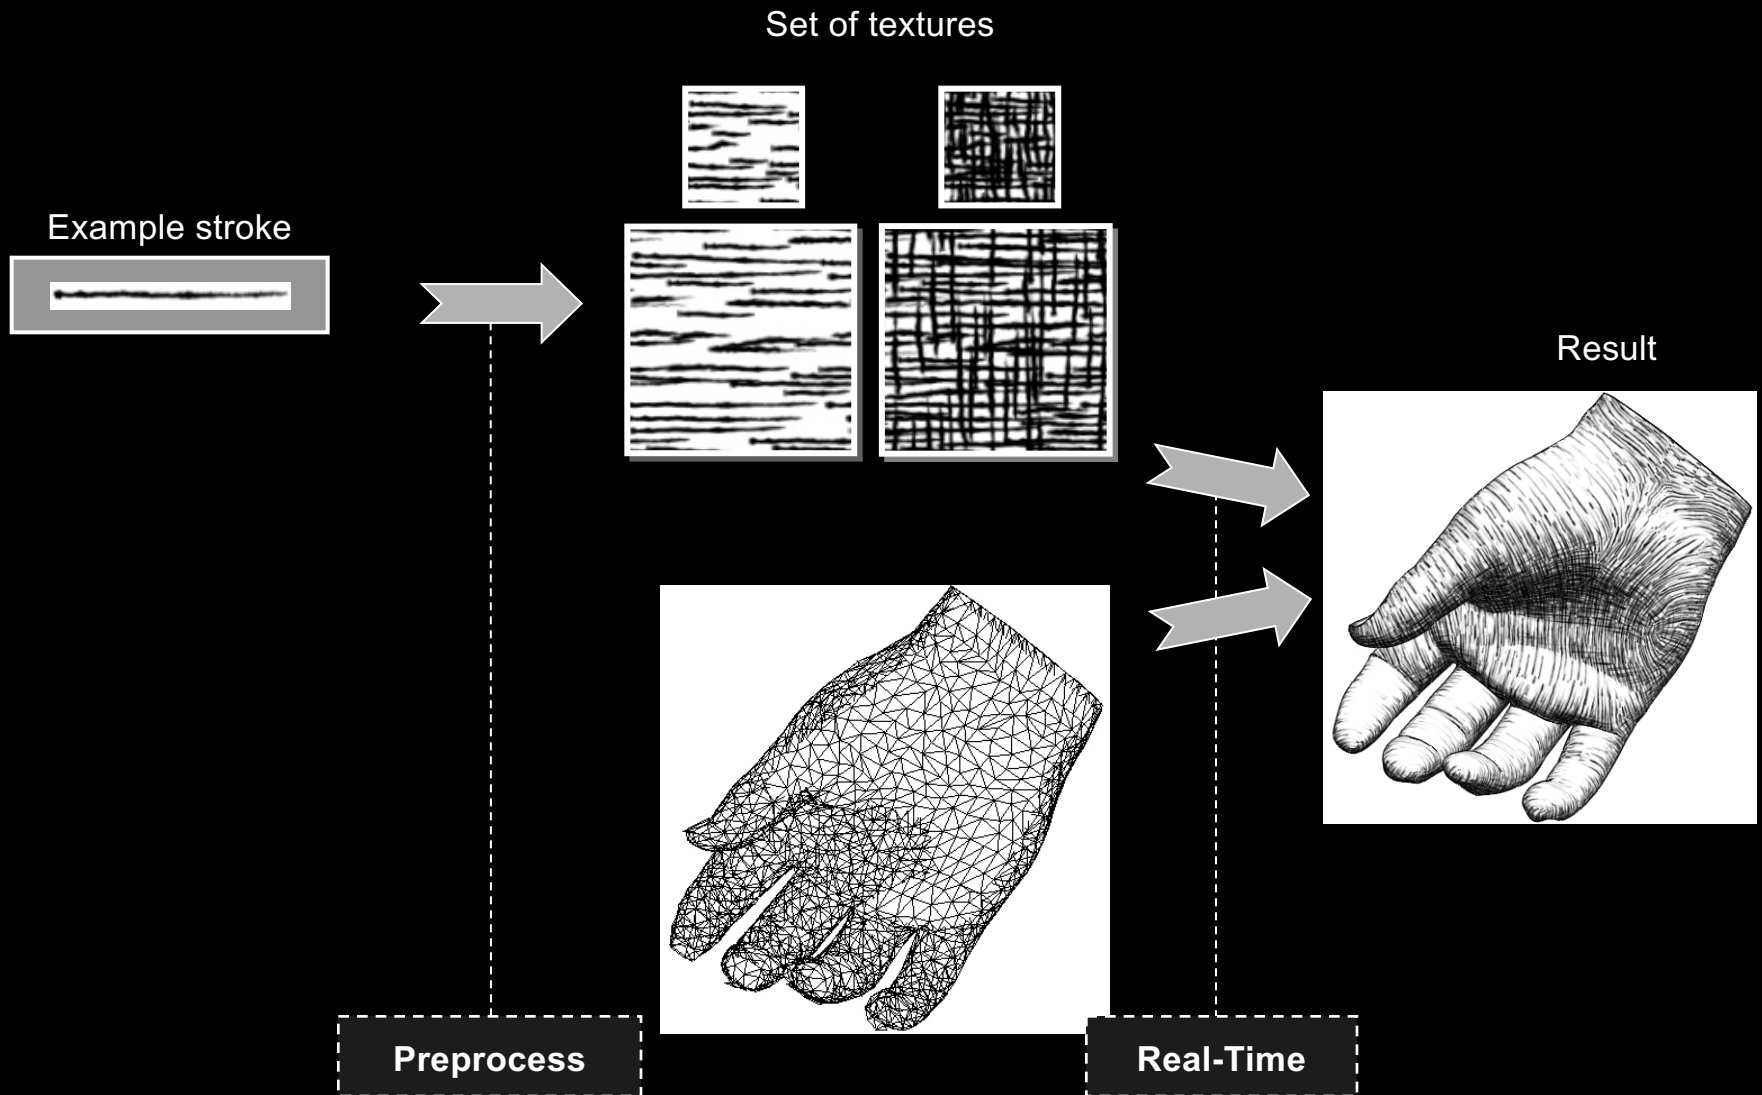 Set of textures
Example stroke
Result
Preprocess
Real-Time